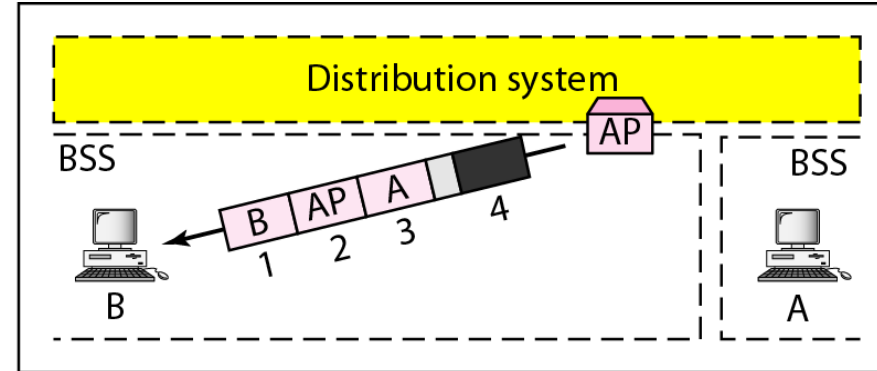 Distribution system
AP
BSS
BSS
B AP A
1 2 3 4
B
A